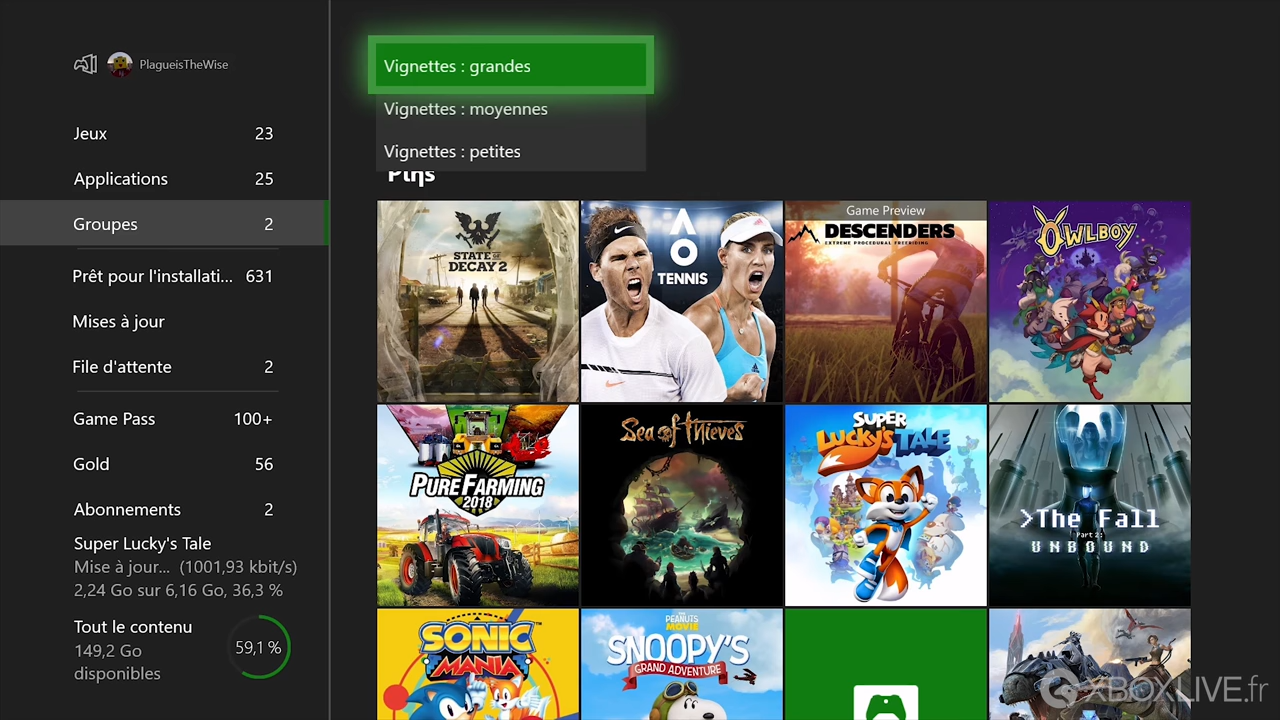 PlagueisTheWise
Jeux 23
Applications 25
Groupes 2
Prêt pour l'installati... 631
Mises à jour
File d'attente 2
Game Pass 100+
Gold 56
Abonnements 2
Super Lucky's Tale
Mise à jour... (1001,93 kbit/s)
2,24 Go sur 6,16 Go, 36,3 %
Tout le contenu
149,2 Go
disponibles
59,1 %
Vignettes : grandes
Vignettes : moyennes
Vignettes : petites
Pins
STATE OF
DECAY 2
AO
TENNIS
Game Preview
DESCENDERS
EXTREME PROCEDURAL FREERIDING
OWLBOY
PURE FARMING
2018
Sea of Thieves
SUPER
LUCKY'S TALE
>The Fall
Part 2:
UNBOUND
SONIC
MANIA
THE
PEANUTS
MOVIE
SNOOPY'S
GRAND ADVENTURE
XBOXLIVE.fr